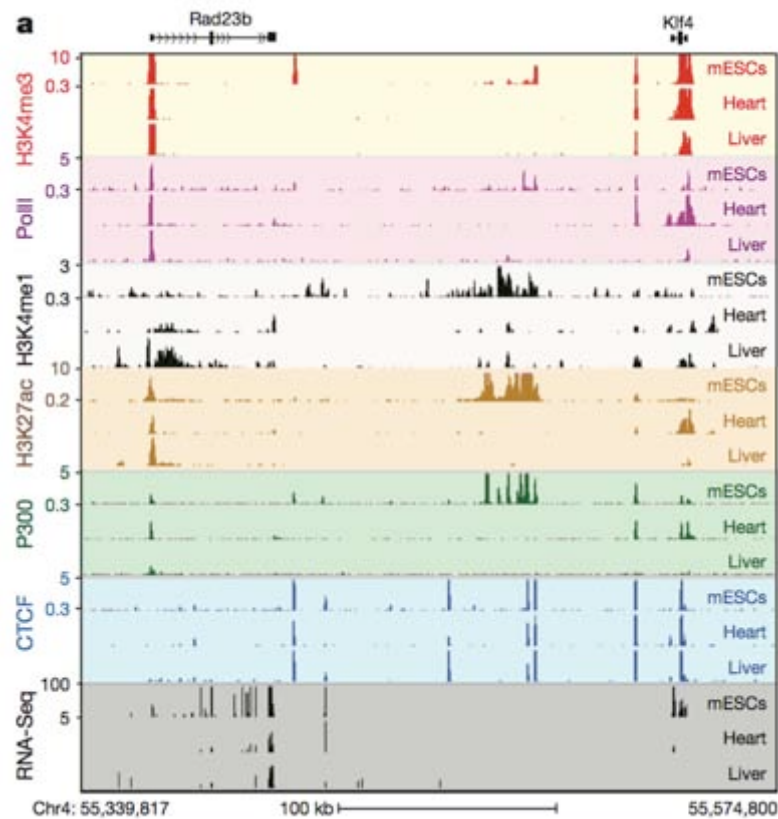 a
Rad23b
Klf4
H3K4me3
10
0.3
mESCs
Heart
Liver
PolII
5
0.3
mESCs
Heart
Liver
H3K4me1
3
0.3
mESCs
Heart
Liver
H3K27ac
10
0.2
mESCs
Heart
Liver
P300
5
0.3
mESCs
Heart
Liver
CTCF
5
0.3
mESCs
Heart
Liver
RNA-Seq
100
5
mESCs
Heart
Liver
Chr4: 55,339,817 100 kb 55,574,800